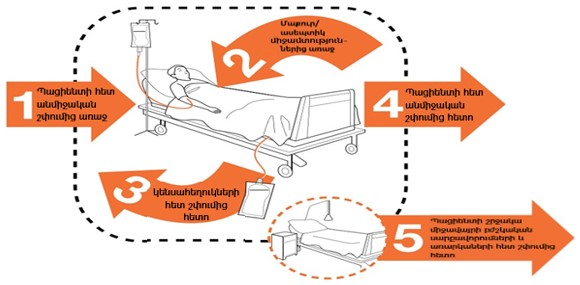 1
Պացիենտի հետ
անմիջական
շփումից առաջ
2
Մաքուր/
ասեպտիկ
միջամտություն-
ներից առաջ
3
կենսահեղուկների
հետ շփումից
հետո
4
Պացիենտի հետ
անմիջական
շփումից հետո
5
Պացիենտի շրջակա
միջավայրի բժշկական
սարքավորումների և
առարկաների հետ շփումից
հետո